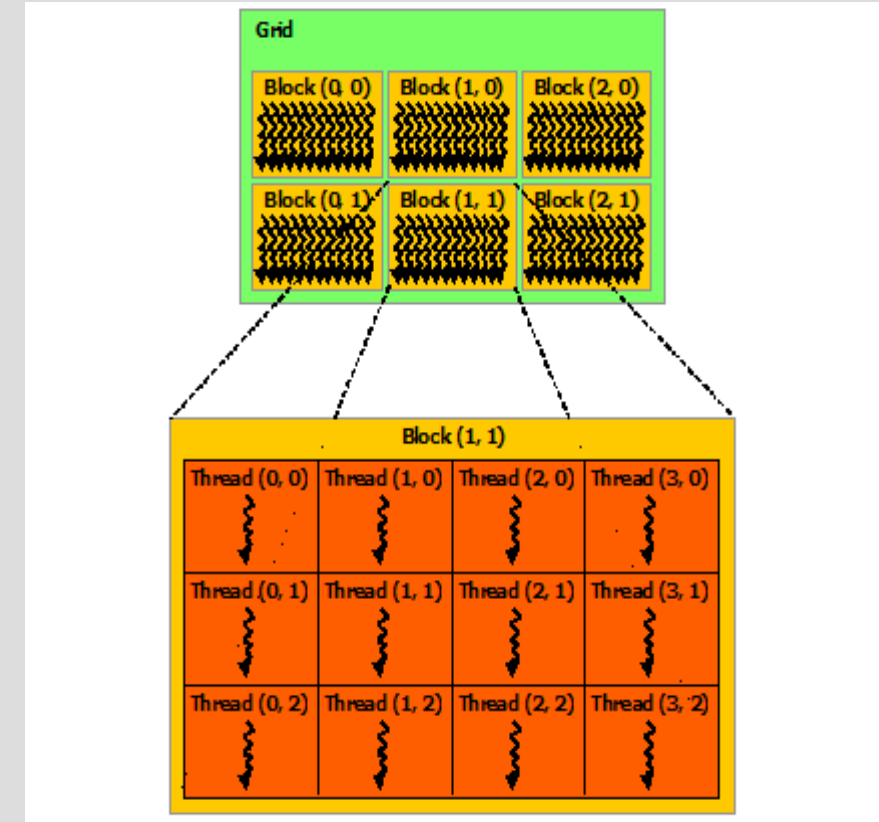 Grid
Block (0, 0) Block (1, 0) Block (2, 0)
Block (0, 1) Block (1, 1) Block (2, 1)
Block (1, 1)
Thread (0, 0) Thread (1, 0) Thread (2, 0) Thread (3, 0)
Thread (0, 1) Thread (1, 1) Thread (2, 1) Thread (3, 1)
Thread (0, 2) Thread (1, 2) Thread (2, 2) Thread (3, 2)